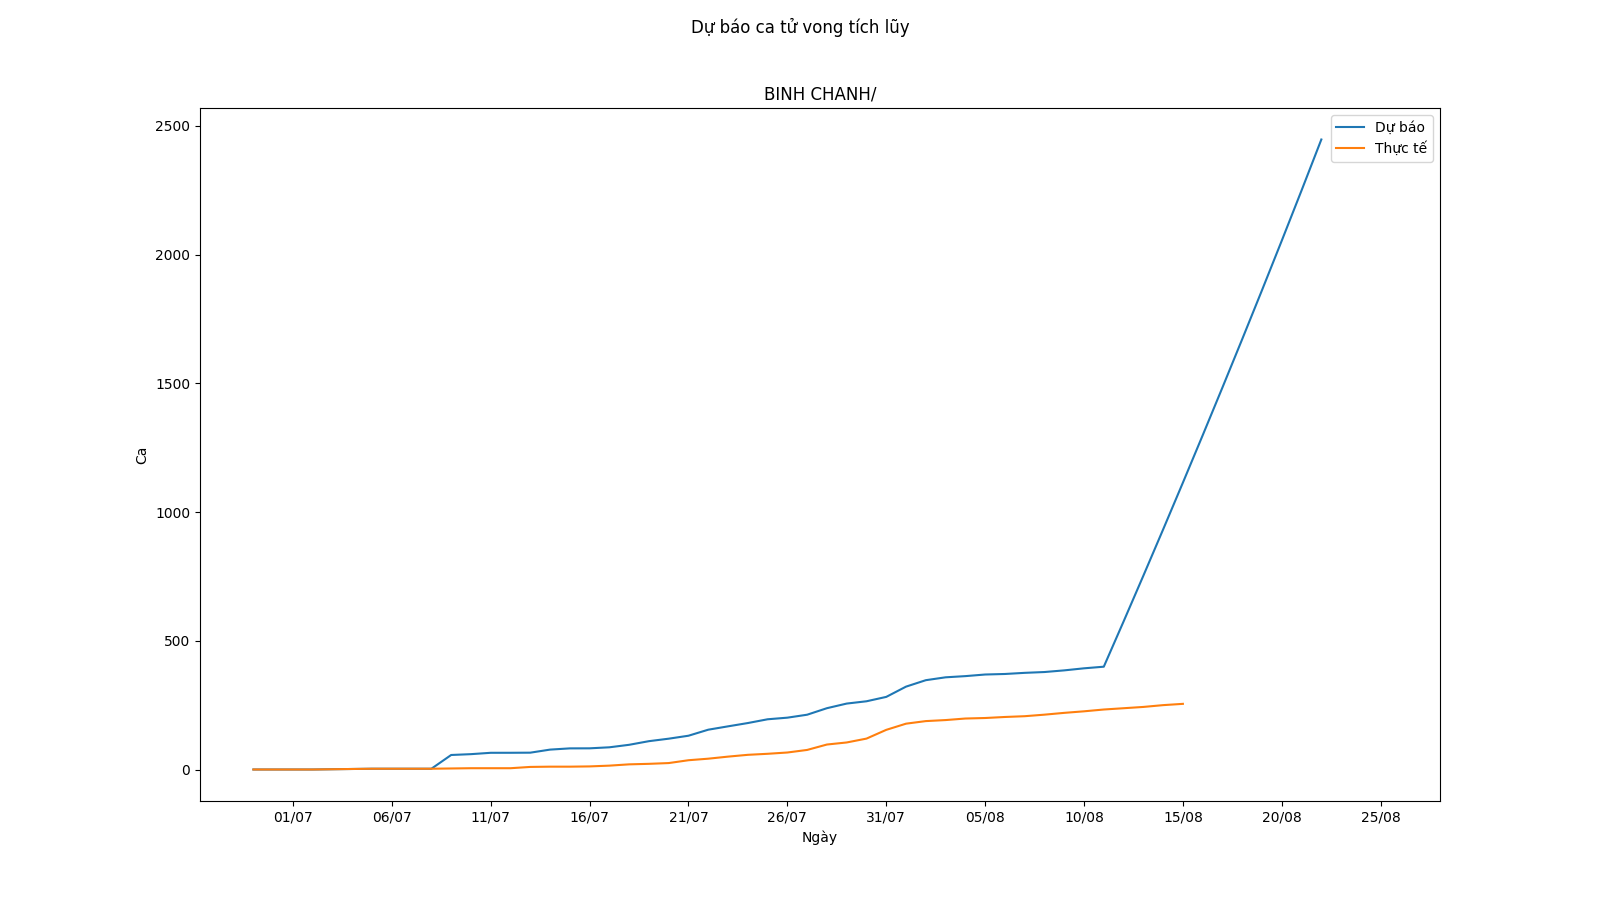 Dự báo ca tử vong tích lũy
BINH CHANH/
Dự báo
Thực tế
2500
2000
1500
1000
500
0
Ca
01/07 06/07 11/07 16/07 21/07 26/07 31/07 05/08 10/08 15/08 20/08 25/08
Ngày